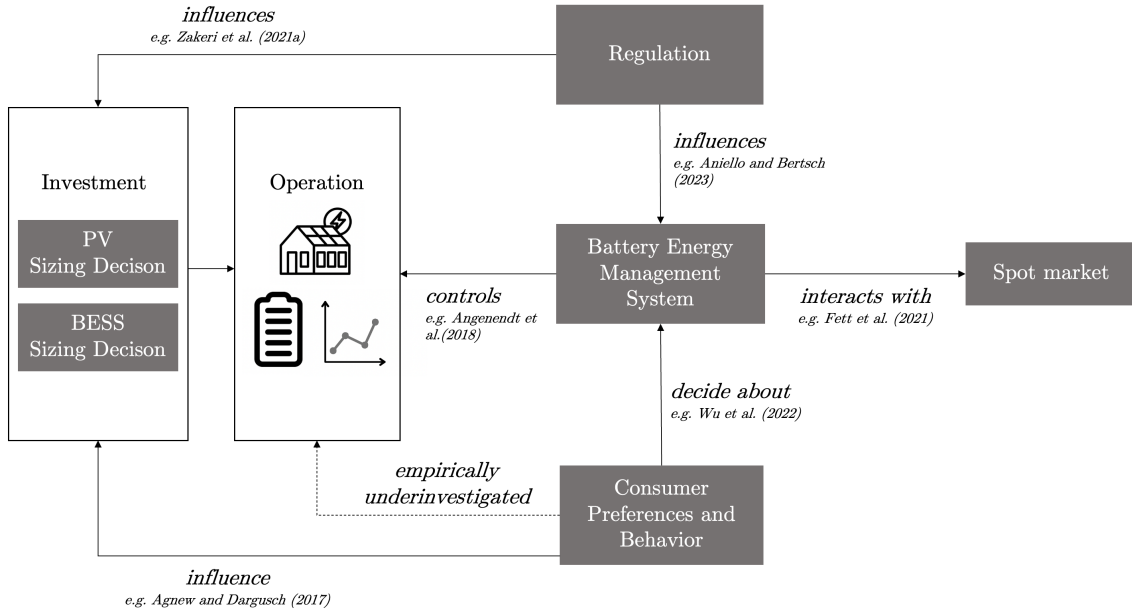 influences
e.g. Zakeri et al. (2021a)
Regulation
influences
e.g. Aniello and Bertsch
(2023)
Investment
PV
Sizing Decison
BESS
Sizing Decison
Operation
controls
e.g. Angenendt et
al.(2018)
Battery Energy
Management
System
interacts with
e.g. Fett et al. (2021)
Spot market
decide about
e.g. Wu et al. (2022)
empirically
underinvestigated
Consumer
Preferences and
Behavior
influence
e.g. Agnew and Dargusch (2017)